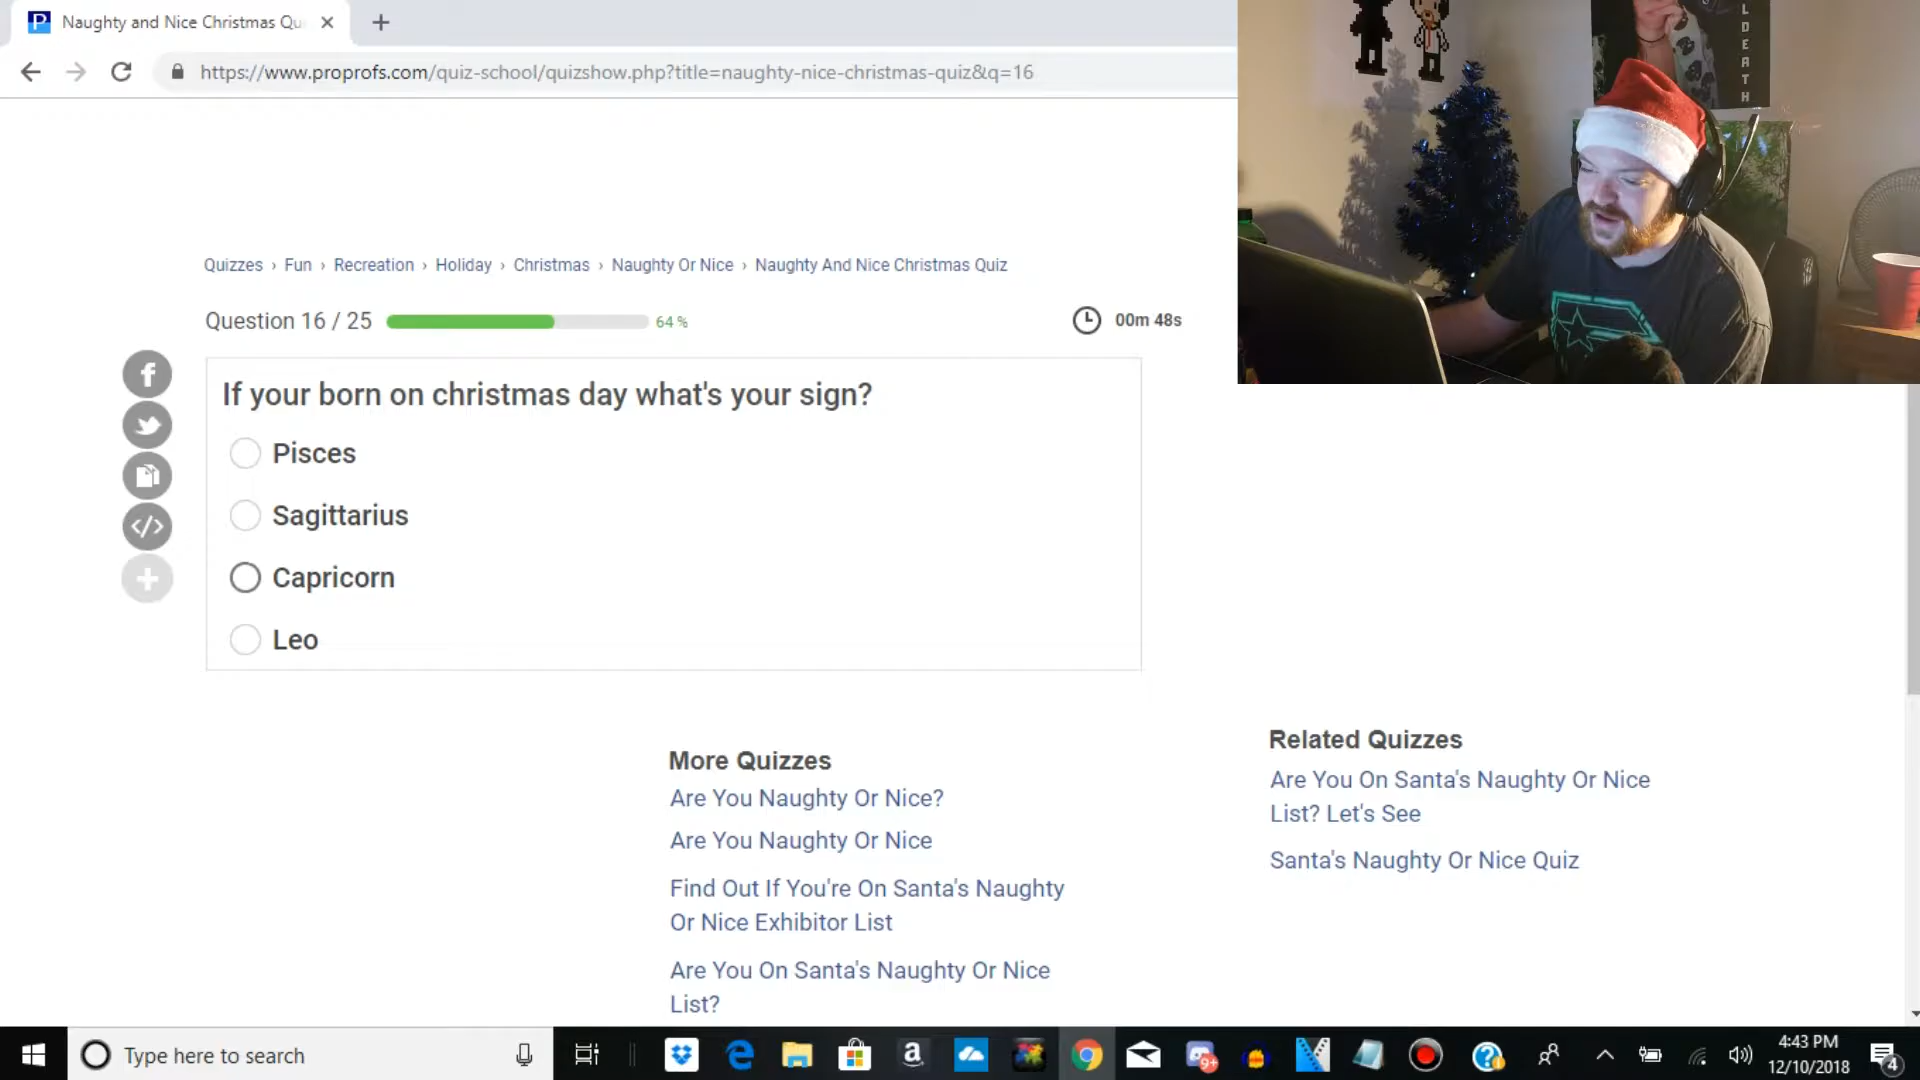 Naughty and Nice Christmas Qu
https://www.proprofs.com/quiz-school/quizshow.php?title=naughty-nice-christmas-quiz&q=16
L
D
E
A
T
H
Quizzes › Fun › Recreation › Holiday › Christmas › Naughty Or Nice › Naughty And Nice Christmas Quiz
Question 16 / 25
64 %
00m 48s
If your born on christmas day what's your sign?
Pisces
Sagittarius
Capricorn
Leo
More Quizzes
Are You Naughty Or Nice?
Are You Naughty Or Nice
Find Out If You're On Santa's Naughty
Or Nice Exhibitor List
Are You On Santa's Naughty Or Nice
List?
Related Quizzes
Are You On Santa's Naughty Or Nice
List? Let's See
Santa's Naughty Or Nice Quiz
Type here to search
9+
4:43 PM
12/10/2018
4